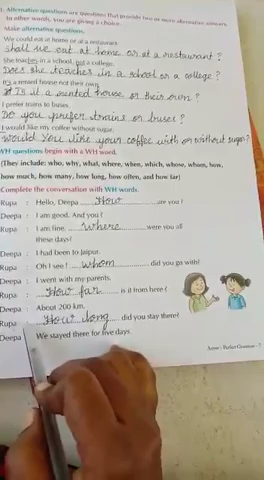 Alternative questions are questions that provide two or more alternative answers.
In other words, you are giving a choice.
Make alternative questions.
We could eat at home or at a restaurant.
Shall we eat at home or at a restaurant?
She teaches in a school, not a college.
Does she teaches in a school or a college?
It's a rented home not their own.
Is it a rented house or their own?
I prefer trains to buses.
Do you prefer trains or buses?
I would like my coffee without sugar.
Would you like your coffee with or without sugar?
WH questions begin with a WH word.
(They include: who, why, what, where, when, which, whose, whom, how,
how much, how many, how long, how often, and how far)
Complete the conversation with WH words.
Rupa : Hello, Deepa ....How.... are you?
Deepa : I am good. And you?
Rupa : I am fine. ....where.... were you all
these days?
Deepa : I had been to Jaipur.
Rupa : Oh I see! ....whom.... did you go with?
Deepa : I went with my parents.
Rupa : ....How far.... is it from here?
Deepa : About 200 km.
Rupa : ....How long.... did you stay there?
Deepa : We stayed there for five days.